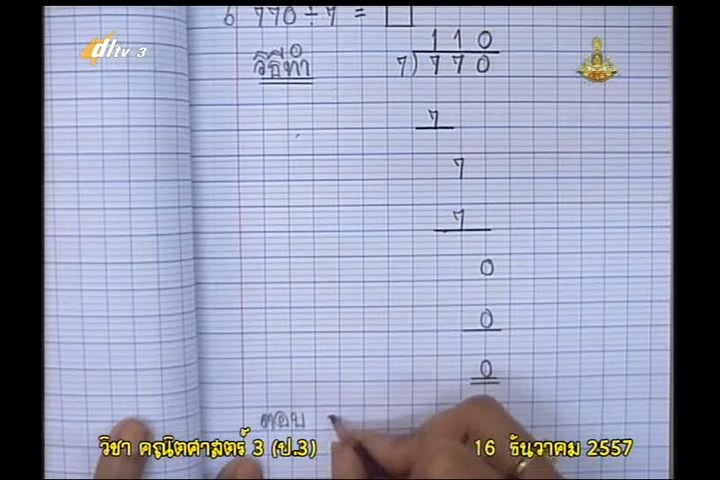 dltv 3
6 770 ÷ 7 = □
110
วิธีทำ 7)770
7
7
7
0
0
0
ตอบ
วิชา คณิตศาสตร์ 3 (ป.3) 16 ธันวาคม 2557